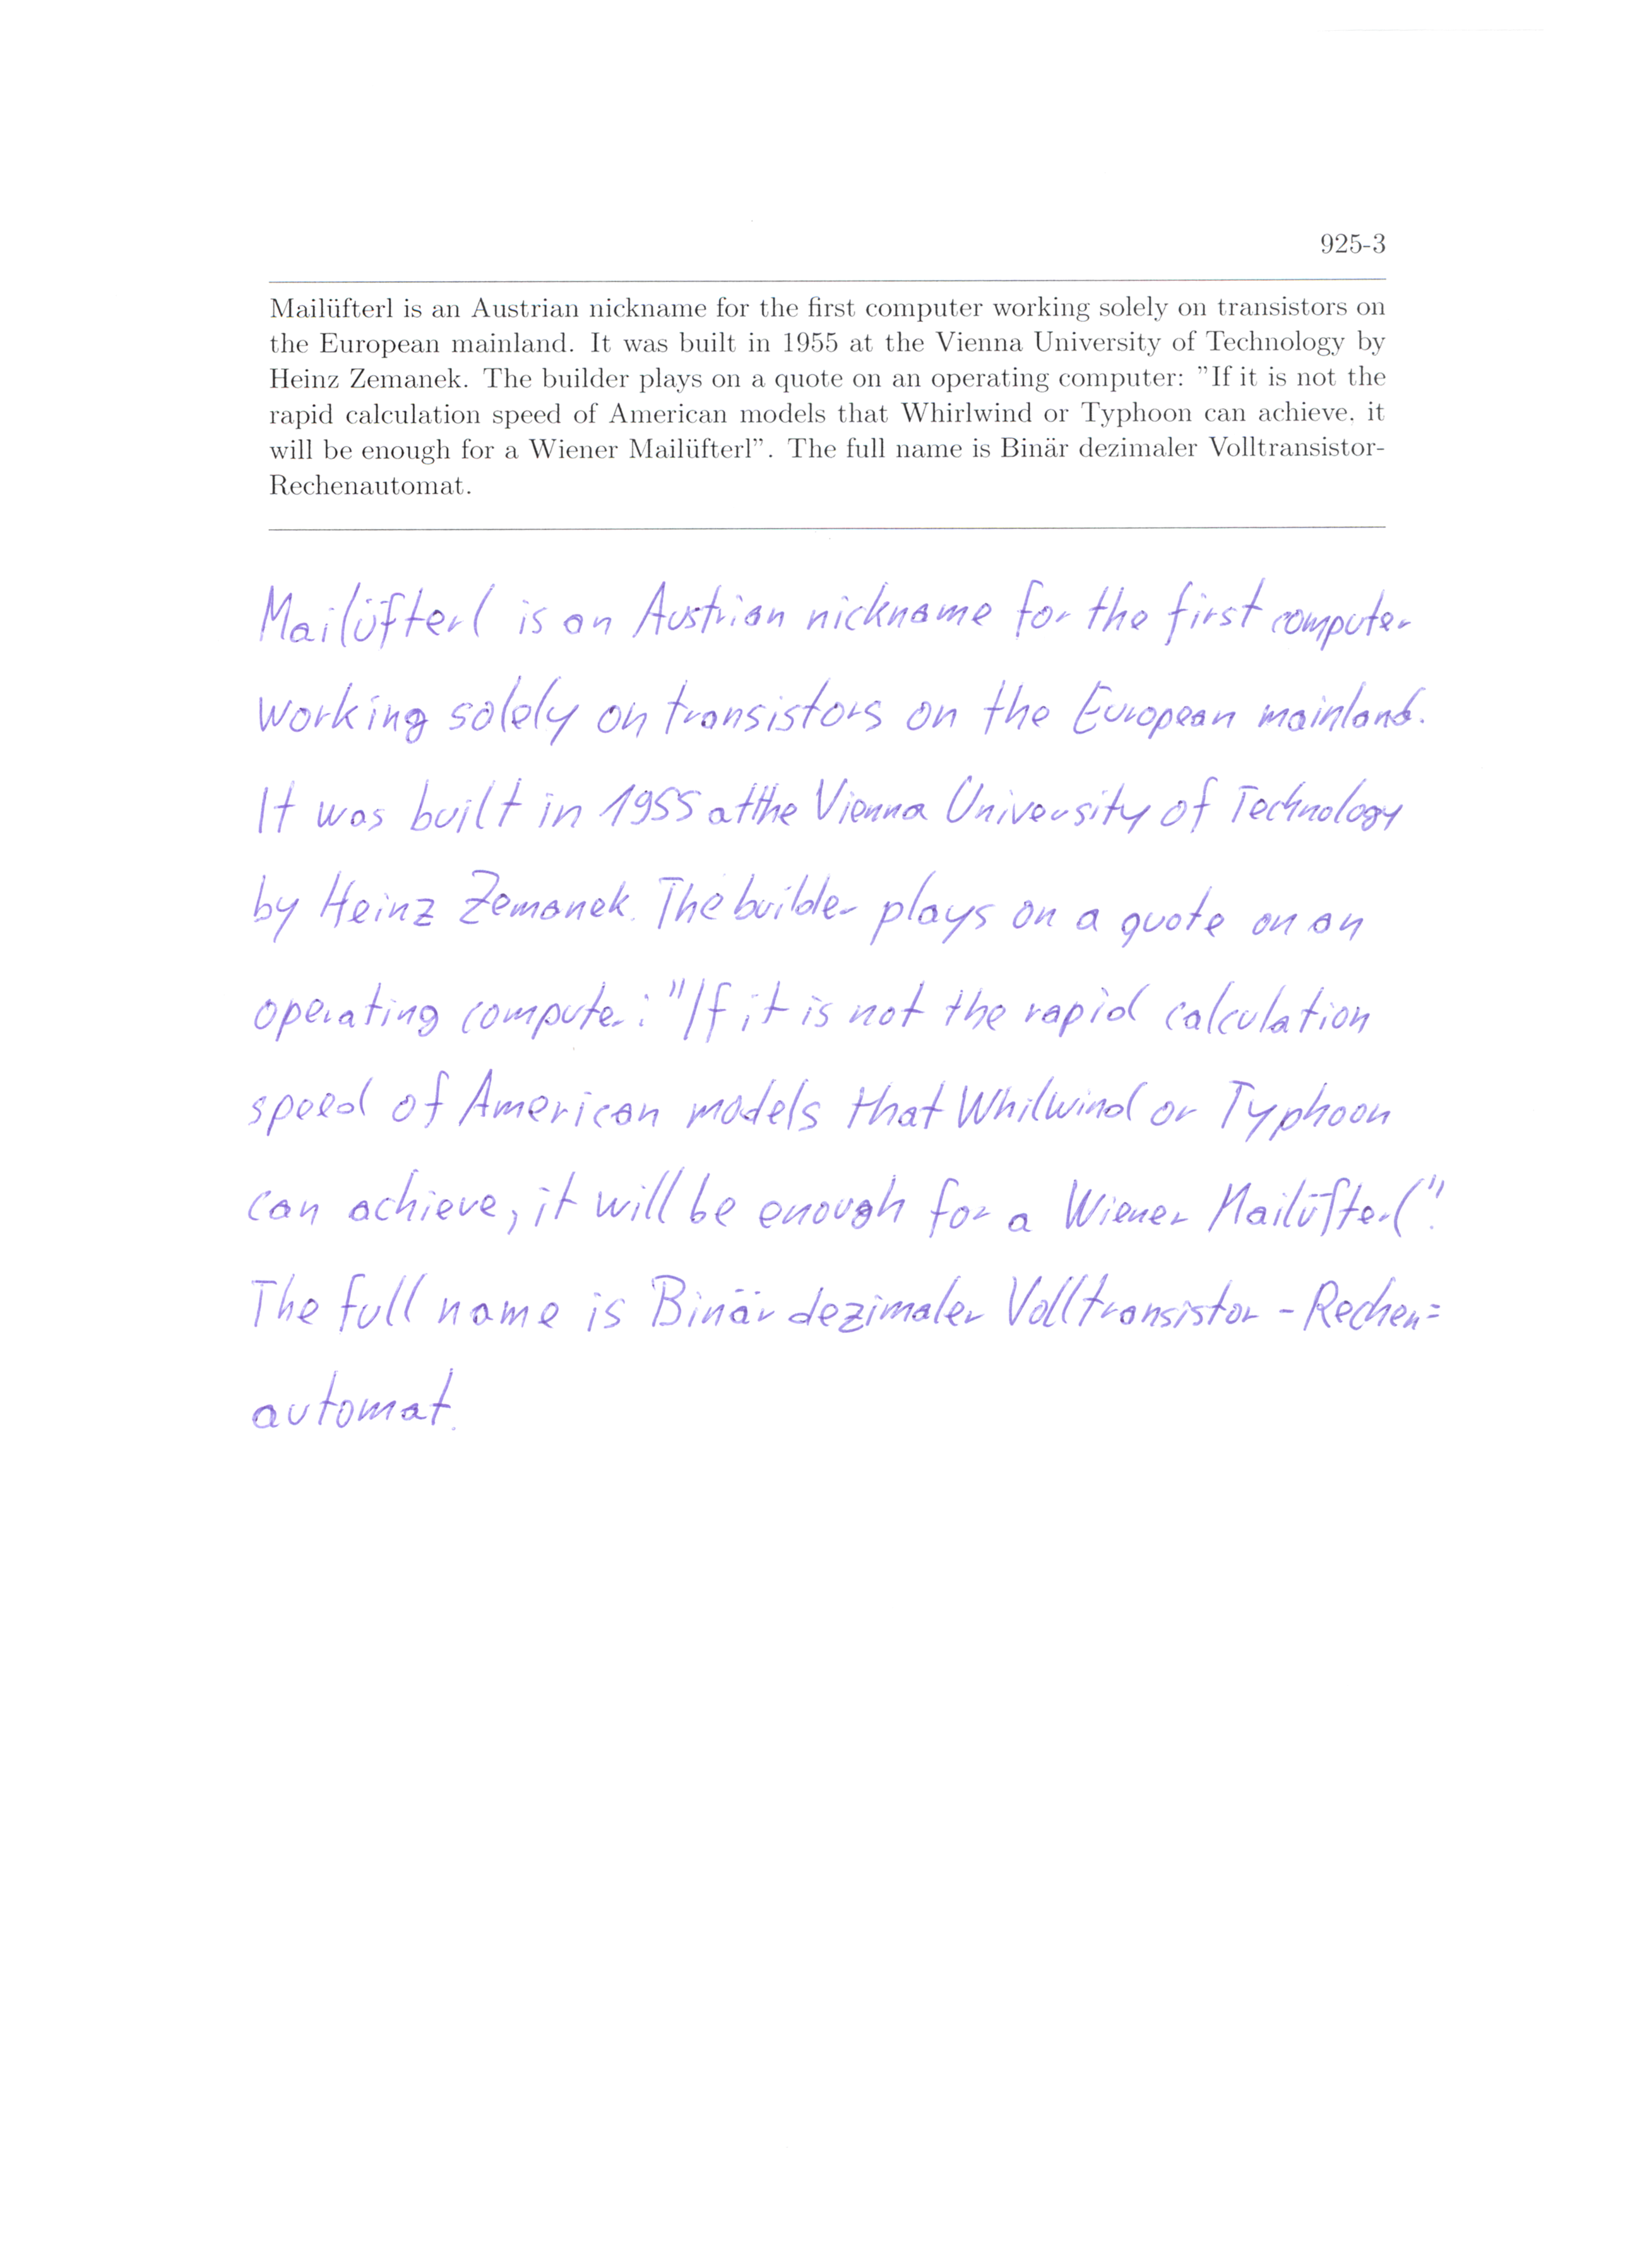 925-3
Mailüfterl is an Austrian nickname for the first computer working solely on transistors on
the European mainland. It was built in 1955 at the Vienna University of Technology by
Heinz Zemanek. The builder plays on a quote on an operating computer: "If it is not the
rapid calculation speed of American models that Whirlwind or Typhoon can achieve, it
will be enough for a Wiener Mailüfterl". The full name is Binär dezimaler Volltransistor-
Rechenautomat.
Mailüfterl is an Austrian nickname for the first computer
working solely on transistors on the European mainland.
It was built in 1955 at the Vienna University of Technology
by Heinz Zemanek. The builder plays on a quote on an
operating computer: "If it is not the rapid calculation
speed of American models that Whilwind or Typhoon
can achieve, it will be enough for a Wiener Mailüfterl".
The full name is Binär dezimaler Volltransistor-Rechen=
automat.